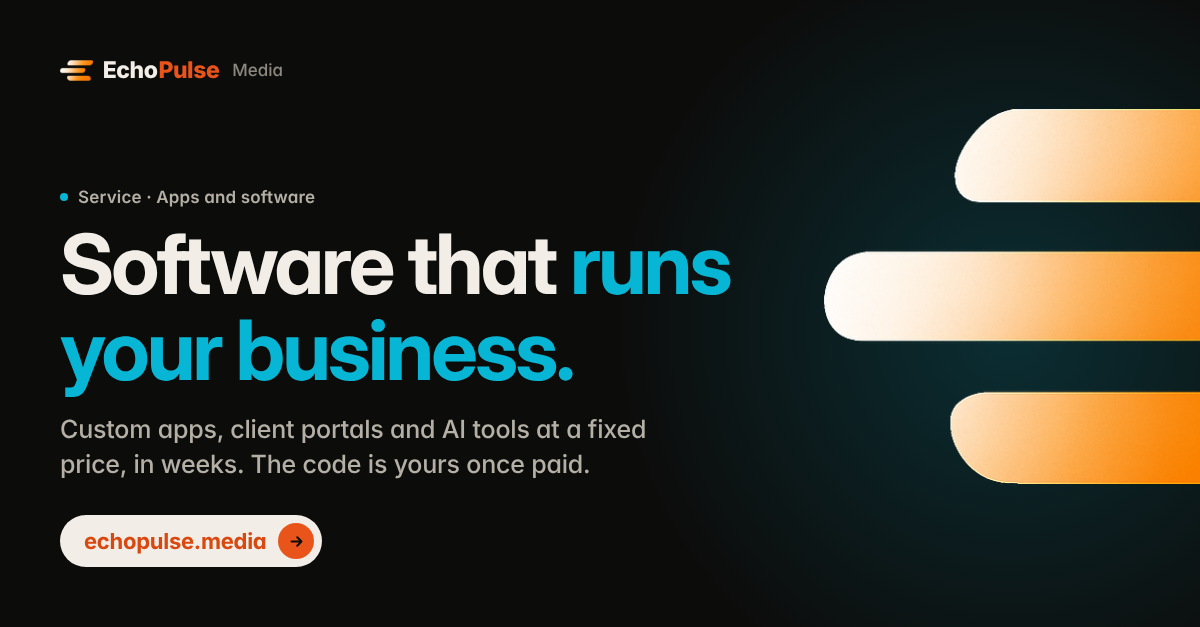 EchoPulse Media
Service · Apps and software
Software that runs
your business.
Custom apps, client portals and AI tools at a fixed
price, in weeks. The code is yours once paid.
echopulse.media